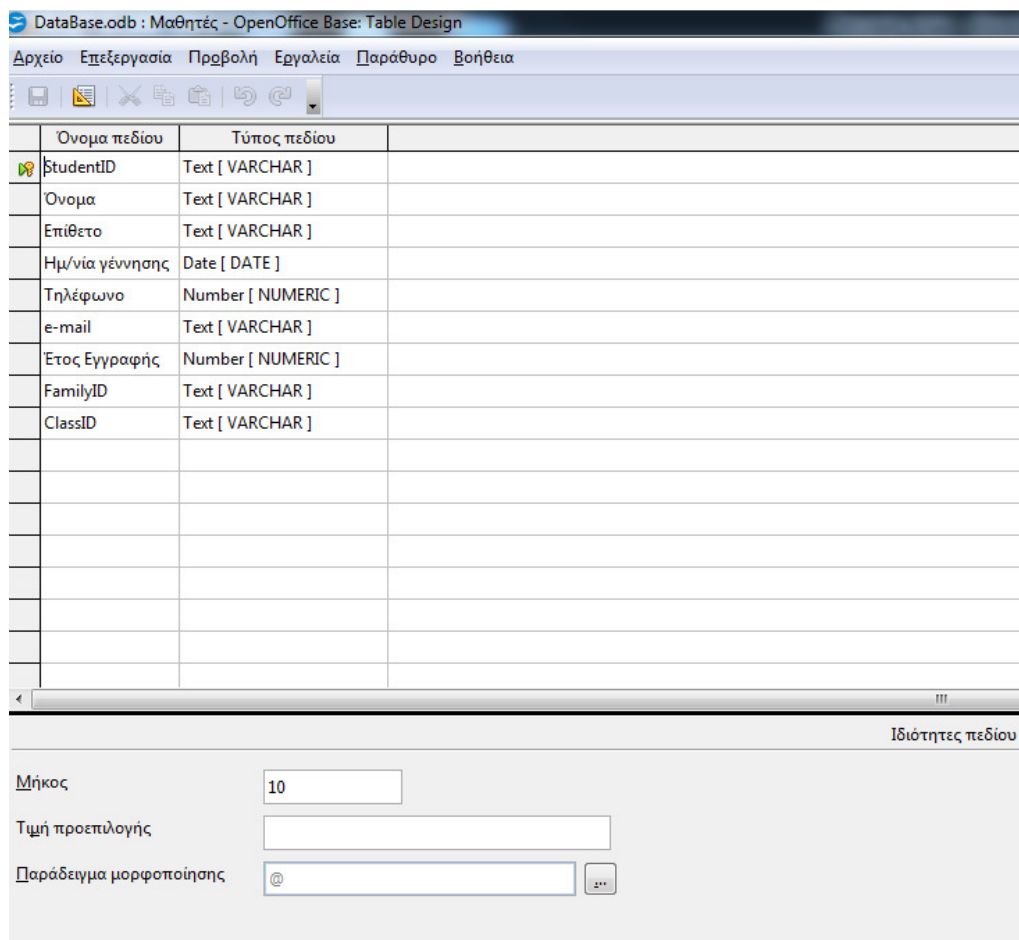 DataBase.odb : Μαθητές - OpenOffice Base: Table Design
Αρχείο Επεξεργασία Προβολή Εργαλεία Παράθυρο Βοήθεια
Όνομα πεδίου Τύπος πεδίου
StudentID Text [ VARCHAR ]
Όνομα Text [ VARCHAR ]
Επίθετο Text [ VARCHAR ]
Ημ/νία γέννησης Date [ DATE ]
Τηλέφωνο Number [ NUMERIC ]
e-mail Text [ VARCHAR ]
Έτος Εγγραφής Number [ NUMERIC ]
FamilyID Text [ VARCHAR ]
ClassID Text [ VARCHAR ]
Ιδιότητες πεδίου
Μήκος 10
Τιμή προεπιλογής
Παράδειγμα μορφοποίησης @ ...